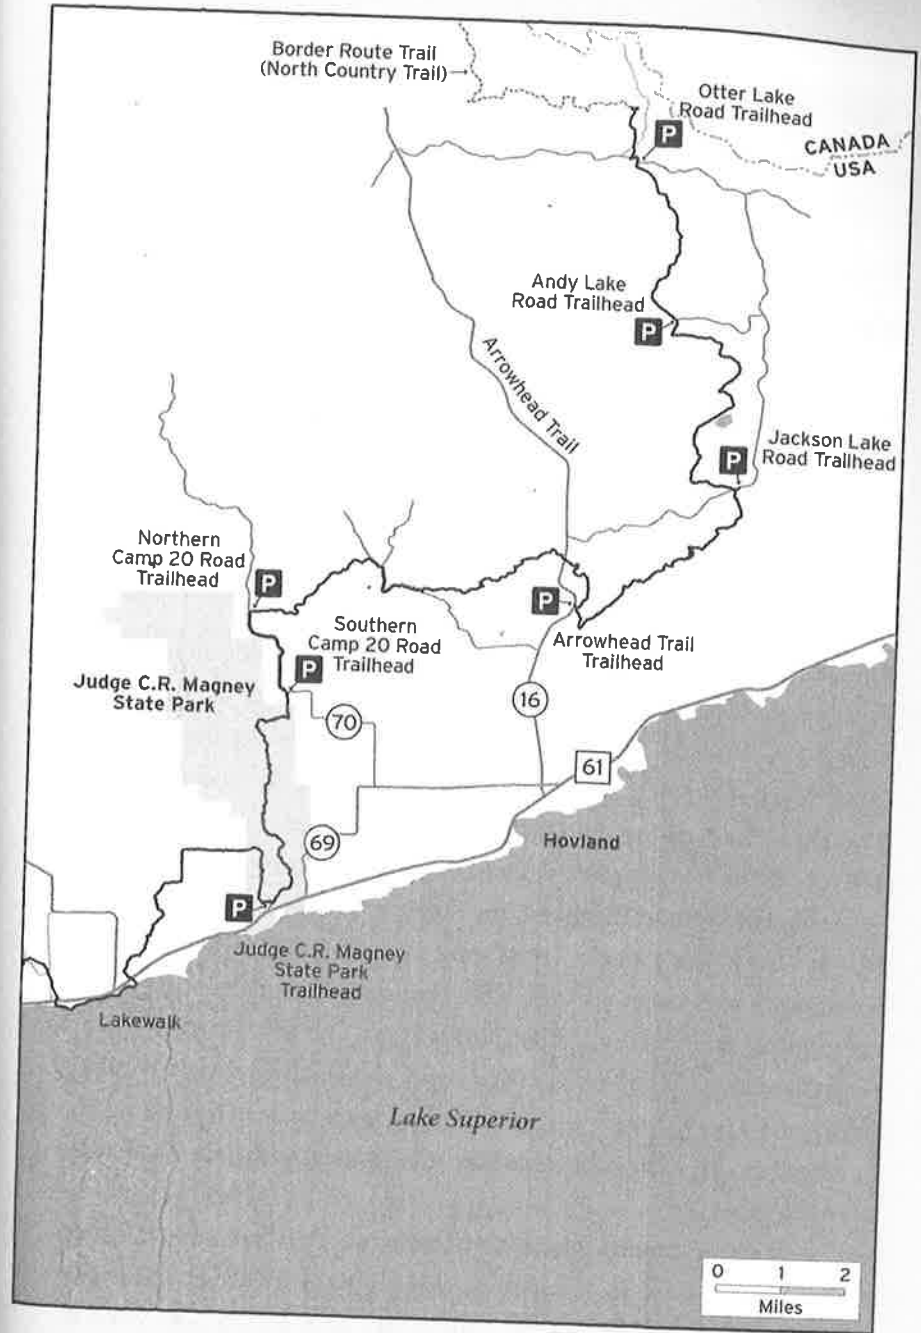 Border Route Trail
(North Country Trail)
Otter Lake
Road Trailhead
P
CANADA
USA
Andy Lake
Road Trailhead
P
Arrowhead Trail
Jackson Lake
Road Trailhead
P
Northern
Camp 20 Road
Trailhead
P
Southern
Camp 20 Road
Trailhead
P
P
Arrowhead Trail
Trailhead
Judge C.R. Magney
State Park
16
70
61
69
Hovland
P
Judge C.R. Magney
State Park
Trailhead
Lakewalk
Lake Superior
0 1 2
Miles